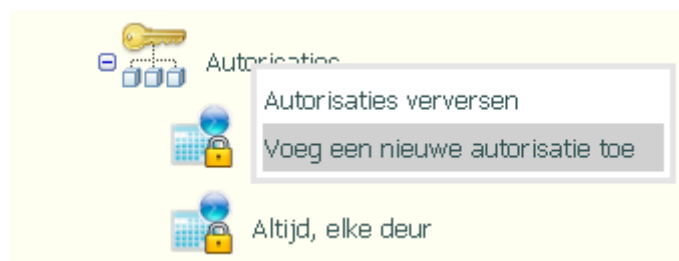 Autorisaties
Autorisaties verversen
Voeg een nieuwe autorisatie toe
Altijd, elke deur